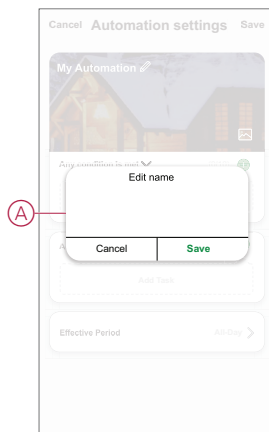 Cancel Automation settings Save
My Automation
Any condition is met
Edit name
A
Cancel Save
Add Task
Effective Period All-Day